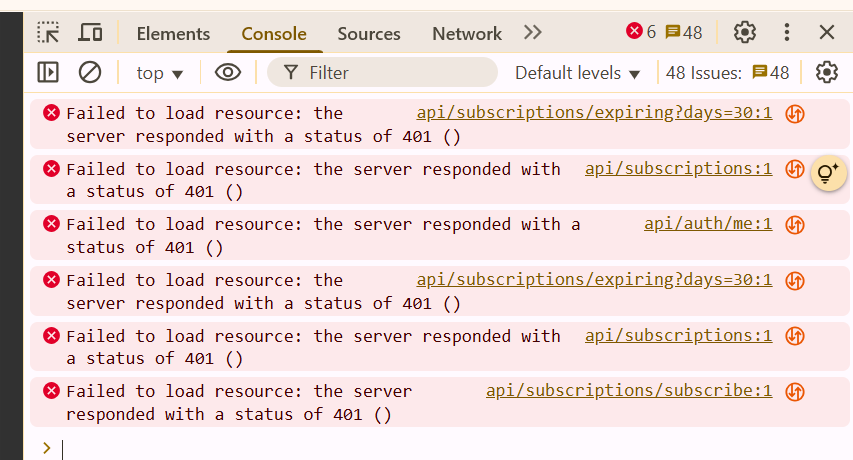 Elements Console Sources Network 6 48
top Filter Default levels 48 Issues: 48
Failed to load resource: the api/subscriptions/expiring?days=30:1
server responded with a status of 401 ()
Failed to load resource: the server responded with api/subscriptions:1
a status of 401 ()
Failed to load resource: the server responded with a api/auth/me:1
status of 401 ()
Failed to load resource: the api/subscriptions/expiring?days=30:1
server responded with a status of 401 ()
Failed to load resource: the server responded with api/subscriptions:1
a status of 401 ()
Failed to load resource: the server api/subscriptions/subscribe:1
responded with a status of 401 ()